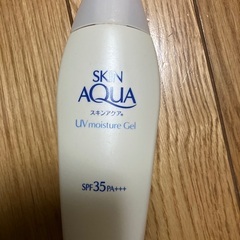 SKIN
AQUA
スキンアクア®
UV moisture Gel
SPF35 PA+++